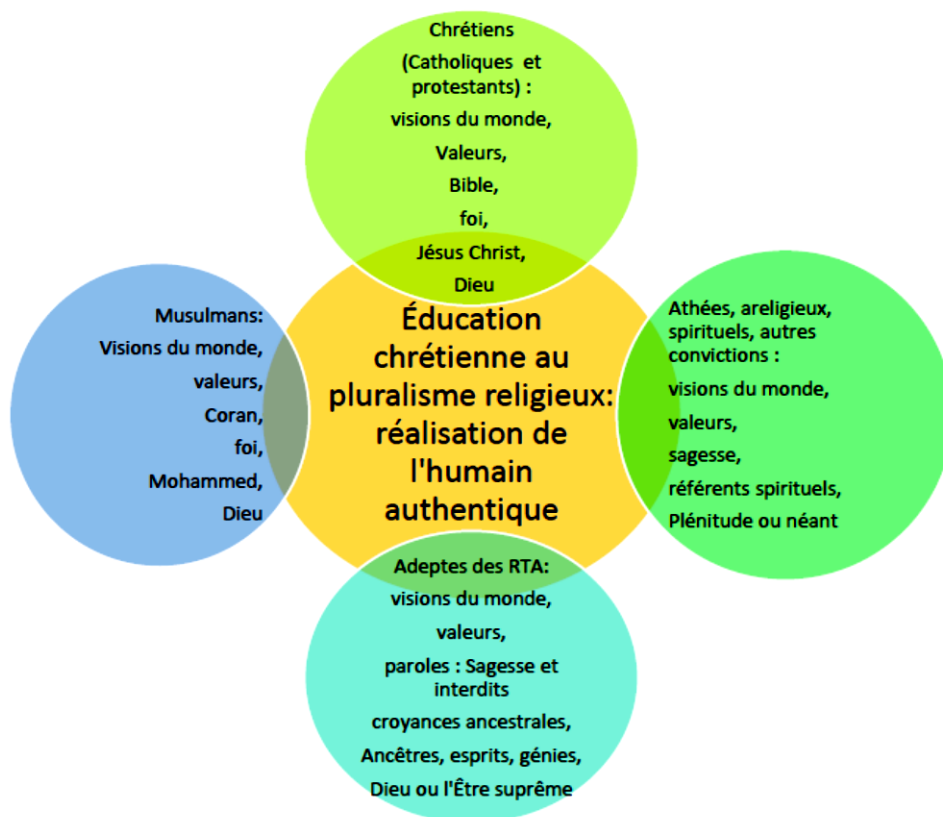 Chrétiens
(Catholiques et
protestants) :
visions du monde,
Valeurs,
Bible,
foi,
Jésus Christ,
Dieu
Musulmans:
Visions du monde,
valeurs,
Coran,
foi,
Mohammed,
Dieu
Éducation
chrétienne au
pluralisme religieux:
réalisation de
l'humain
authentique
Athées, areligieux,
spirituels, autres
convictions :
visions du monde,
valeurs,
sagesse,
référents spirituels,
Plénitude ou néant
Adeptes des RTA:
visions du monde,
valeurs,
paroles : Sagesse et
interdits
croyances ancestrales,
Ancêtres, esprits, génies,
Dieu ou l'Être suprême